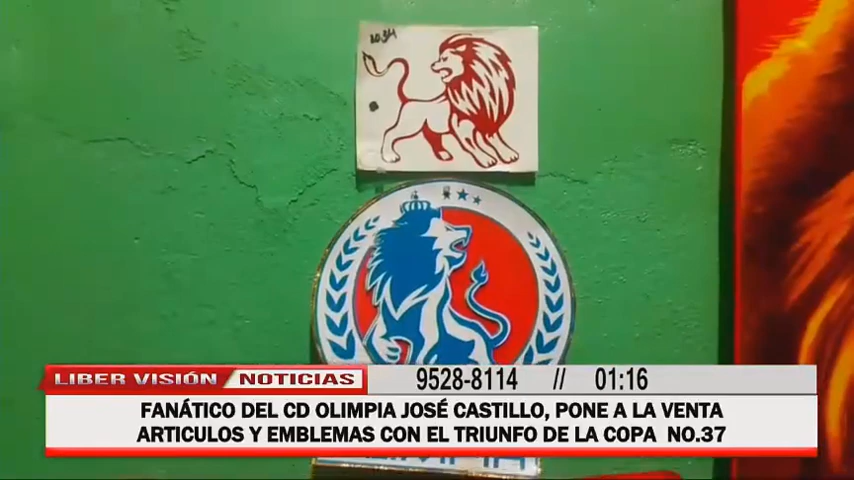 LIBER VISIÓN NOTICIAS 9528-8114 // 01:16
FANÁTICO DEL CD OLIMPIA JOSÉ CASTILLO, PONE A LA VENTA
ARTICULOS Y EMBLEMAS CON EL TRIUNFO DE LA COPA NO.37